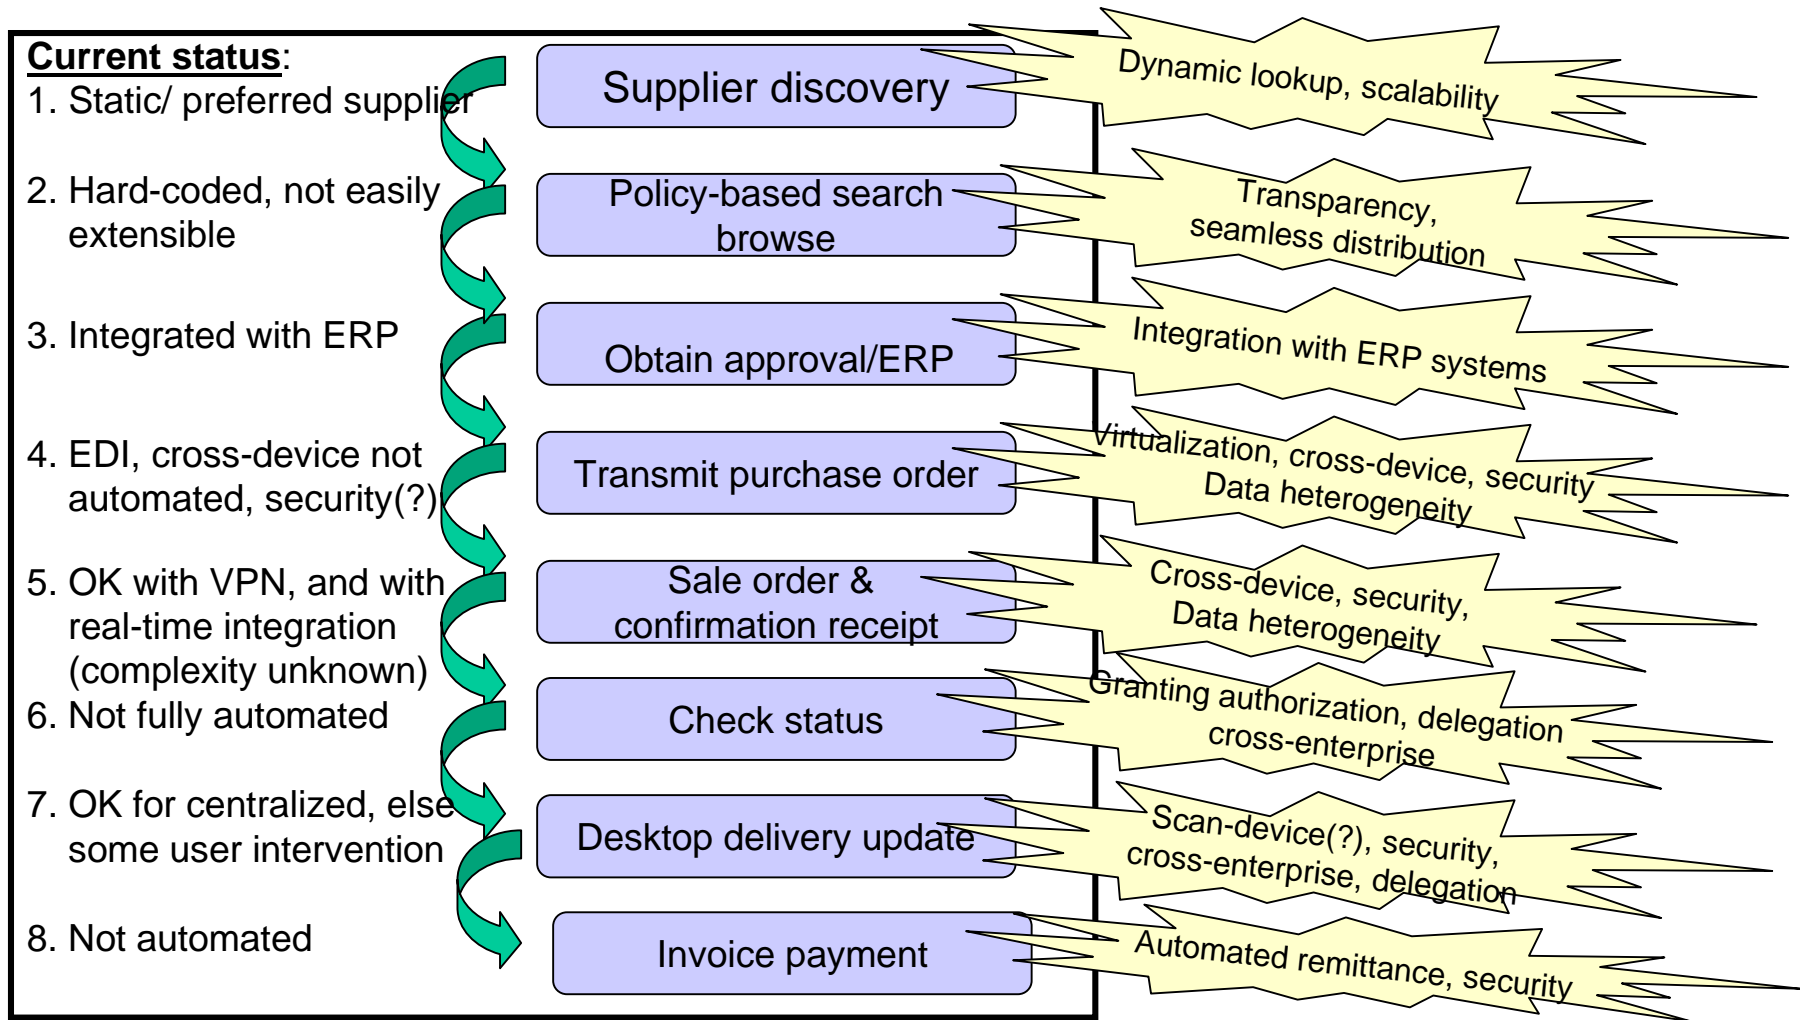 Current status:
1. Static/ preferred supplier
2. Hard-coded, not easily
extensible
3. Integrated with ERP
4. EDI, cross-device not
automated, security(?)
5. OK with VPN, and with
real-time integration
(complexity unknown)
6. Not fully automated
7. OK for centralized, else
some user intervention
8. Not automated
Supplier discovery
Policy-based search
browse
Obtain approval/ERP
Transmit purchase order
Sale order &
confirmation receipt
Check status
Desktop delivery update
Invoice payment
Dynamic lookup, scalability
Transparency,
seamless distribution
Integration with ERP systems
Virtualization, cross-device, security
Data heterogeneity
Cross-device, security,
Data heterogeneity
Granting authorization, delegation
cross-enterprise
Scan-device(?), security,
cross-enterprise, delegation
Automated remittance, security